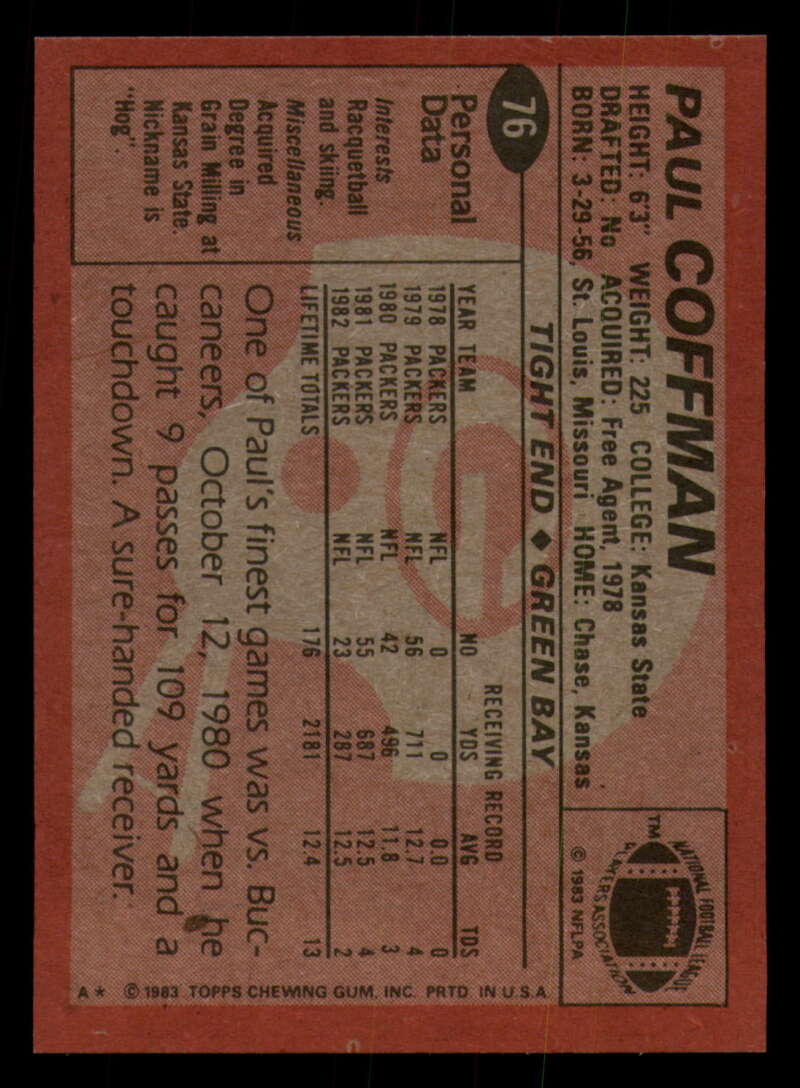 PAUL COFFMAN
HEIGHT: 6'3" WEIGHT: 225 COLLEGE: Kansas State
DRAFTED: No ACQUIRED: Free Agent, 1978
BORN: 3-29-56, St. Louis, Missouri HOME: Chase, Kansas
TM
NATIONAL FOOTBALL LEAGUE
PLAYERS ASSOCIATION
© 1983 NFLPA
76
TIGHT END ♦ GREEN BAY
Personal
Data
Interests
Racquetball
and skiing.
Miscellaneous
Acquired
Degree in
Grain Milling at
Kansas State.
Nickname is
"Hog".
RECEIVING RECORD
YEAR TEAM NO YDS AVG TDS
1978 PACKERS NFL 0 0 0.0 0
1979 PACKERS NFL 56 711 12.7 4
1980 PACKERS NFL 42 496 11.8 3
1981 PACKERS NFL 55 687 12.5 4
1982 PACKERS NFL 23 287 12.5 2
LIFETIME TOTALS 176 2181 12.4 13
One of Paul's finest games was vs. Buc-
caneers, October 12, 1980 when he
caught 9 passes for 109 yards and a
touchdown. A sure-handed receiver.
A* © 1983 TOPPS CHEWING GUM, INC. PRTD IN U.S.A.